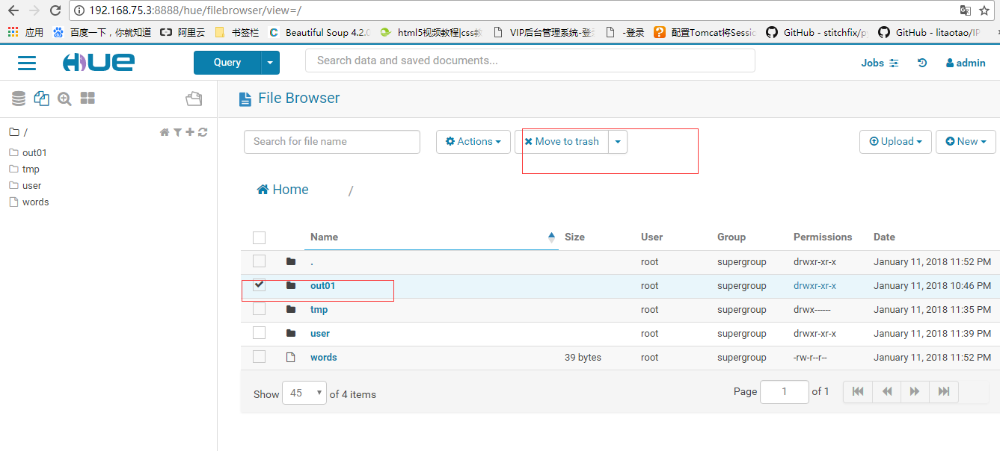 192.168.75.3:8888/hue/filebrowser/view=/
应用 百度一下，你就知道 阿里云 书签栏 Beautiful Soup 4.2.0 html5视频教程|css教 VIP后台管理系统-登 -登录 配置Tomcat将Sessio GitHub - stitchfix/p GitHub - litaotao/IP
HUE Query Search data and saved documents... Jobs admin
File Browser
/
out01
tmp
user
words
Search for file name Actions Move to trash Upload New
Home /
Name Size User Group Permissions Date
. root supergroup drwxr-xr-x January 11, 2018 11:52 PM
out01 root supergroup drwxr-xr-x January 11, 2018 10:46 PM
tmp root supergroup drwx------ January 11, 2018 11:35 PM
user root supergroup drwxr-xr-x January 11, 2018 11:39 PM
words 39 bytes root supergroup -rw-r--r-- January 11, 2018 11:52 PM
Show 45 of 4 items Page 1 of 1